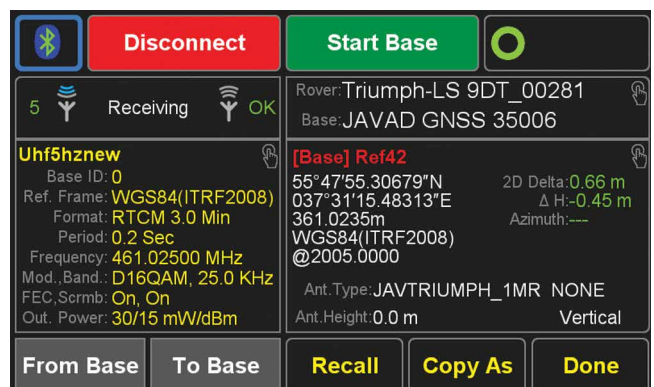 Disconnect
Start Base
5 Receiving OK
Rover:Triumph-LS 9DT_00281
Base:JAVAD GNSS 35006
Uhf5hznew
Base ID: 0
Ref. Frame: WGS84(ITRF2008)
Format: RTCM 3.0 Min
Period: 0.2 Sec
Frequency: 461.02500 MHz
Mod.,Band.: D16QAM, 25.0 KHz
FEC,Scrmb: On, On
Out. Power: 30/15 mW/dBm
[Base] Ref42
55°47'55.30679"N 2D Delta:0.66 m
037°31'15.48313"E Δ H:-0.45 m
361.0235m Azimuth:---
WGS84(ITRF2008)
@2005.0000
Ant.Type:JAVTRIUMPH_1MR NONE
Ant.Height:0.0 m Vertical
From Base To Base Recall Copy As Done